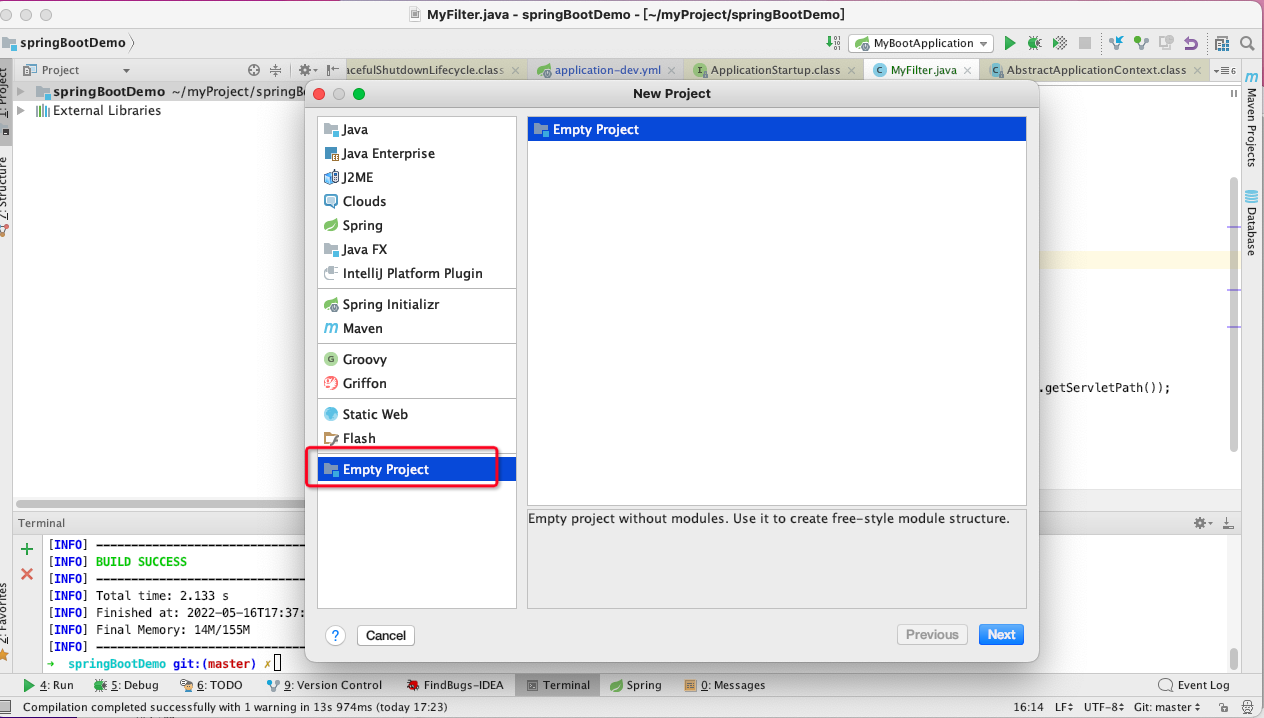 MyFilter.java - springBootDemo - [~/myProject/springBootDemo]
springBootDemo
MyBootApplication
Project
acefulShutdownLifecycle.class
application-dev.yml
ApplicationStartup.class
MyFilter.java
AbstractApplicationContext.class
springBootDemo ~/myProject/springBo
External Libraries
1: Project
Z: Structure
2: Favorites
Maven Projects
Database
New Project
Java
Java Enterprise
J2ME
Clouds
Spring
Java FX
IntelliJ Platform Plugin
Spring Initializr
Maven
Groovy
Griffon
Static Web
Flash
Empty Project
Empty Project
Empty project without modules. Use it to create free-style module structure.
? Cancel
Previous Next
.getServletPath());
Terminal
[INFO] ------------------------------
[INFO] BUILD SUCCESS
[INFO] ------------------------------
[INFO] Total time: 2.133 s
[INFO] Finished at: 2022-05-16T17:37:
[INFO] Final Memory: 14M/155M
[INFO] ------------------------------
→ springBootDemo git:(master) ✗
4: Run 5: Debug 6: TODO 9: Version Control FindBugs-IDEA Terminal Spring 0: Messages Event Log
Compilation completed successfully with 1 warning in 13s 974ms (today 17:23) 16:14 LF UTF-8 Git: master